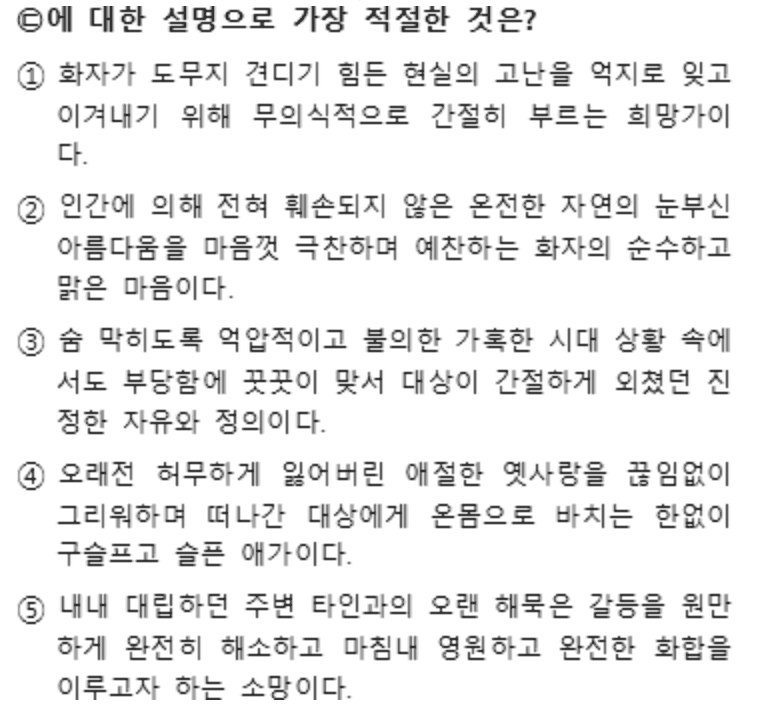 ㉢에 대한 설명으로 가장 적절한 것은?
① 화자가 도무지 견디기 힘든 현실의 고난을 억지로 잊고
이겨내기 위해 무의식적으로 간절히 부르는 희망가이
다.
② 인간에 의해 전혀 훼손되지 않은 온전한 자연의 눈부신
아름다움을 마음껏 극찬하며 예찬하는 화자의 순수하고
맑은 마음이다.
③ 숨 막히도록 억압적이고 불의한 가혹한 시대 상황 속에
서도 부당함에 꿋꿋이 맞서 대상이 간절하게 외쳤던 진
정한 자유와 정의이다.
④ 오래전 허무하게 잃어버린 애절한 옛사랑을 끊임없이
그리워하며 떠나간 대상에게 온몸으로 바치는 한없이
구슬프고 슬픈 애가이다.
⑤ 내내 대립하던 주변 타인과의 오랜 해묵은 갈등을 원만
하게 완전히 해소하고 마침내 영원하고 완전한 화합을
이루고자 하는 소망이다.